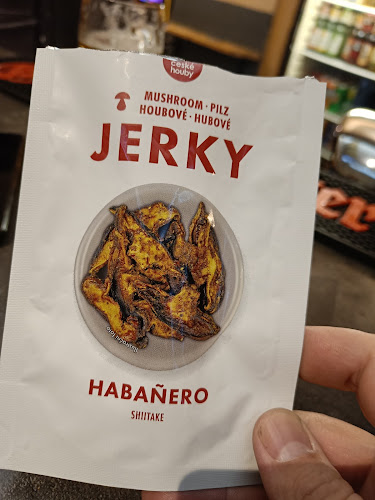 české
houby
MUSHROOM · PILZ
HOUBOVÉ · HUBOVÉ
JERKY
HABAÑERO
SHIITAKE